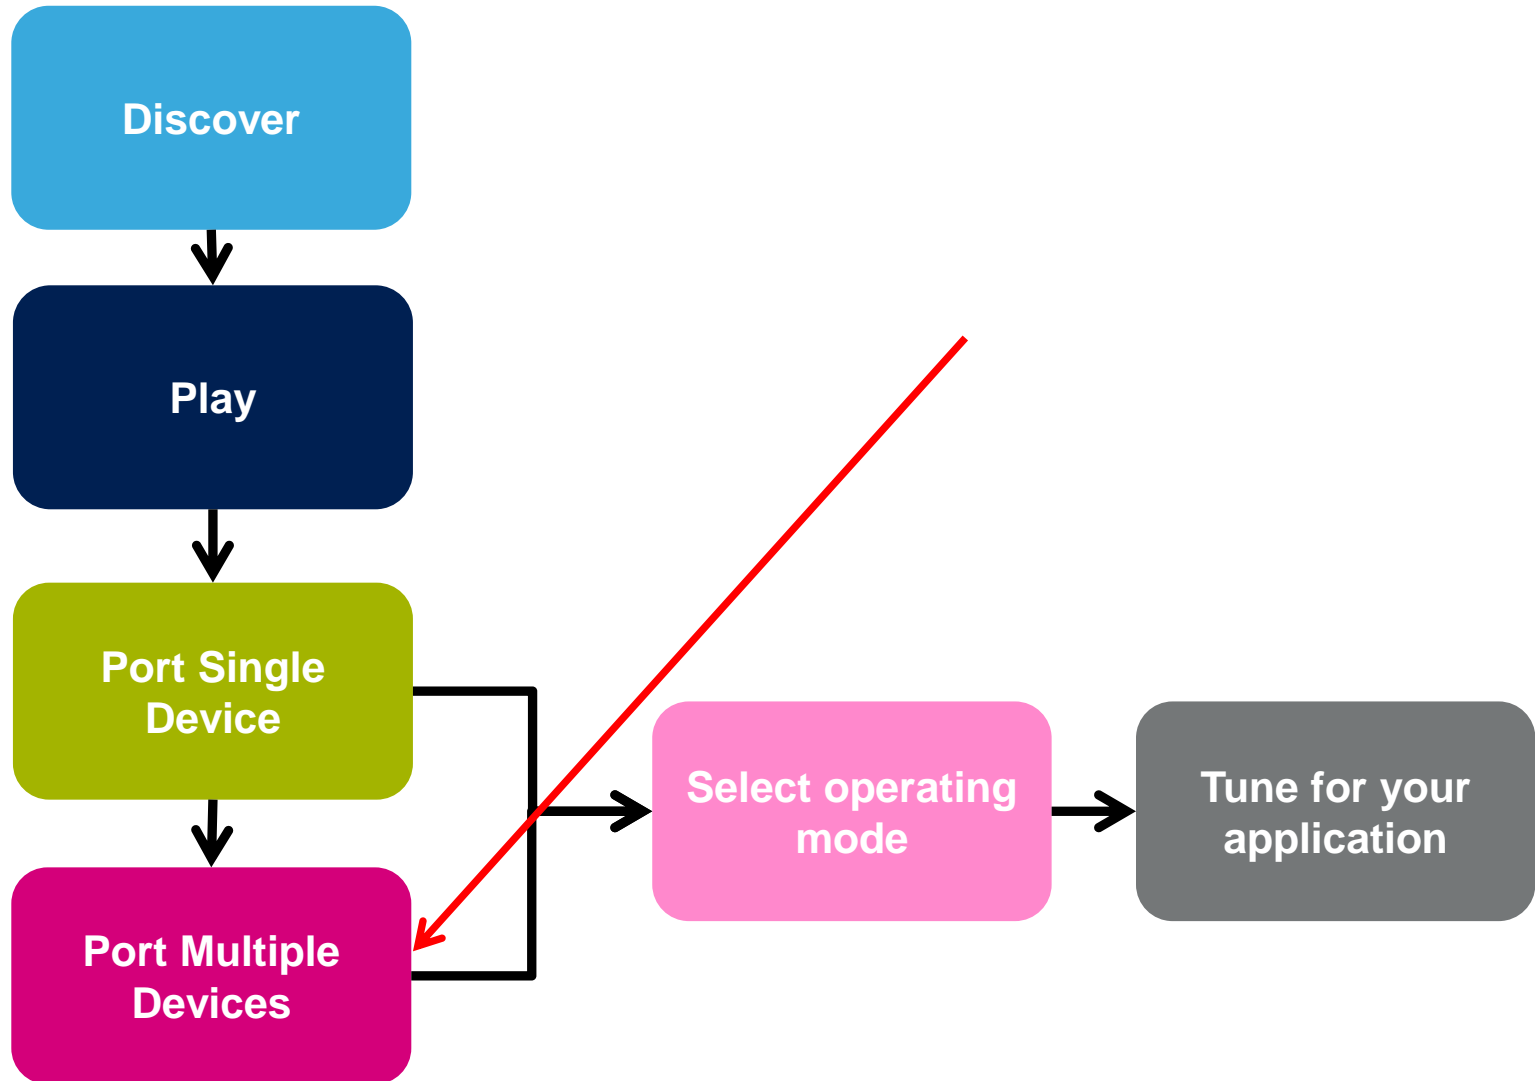 Discover
Play
Port Single
Device
Port Multiple
Devices
Select operating
mode
Tune for your
application